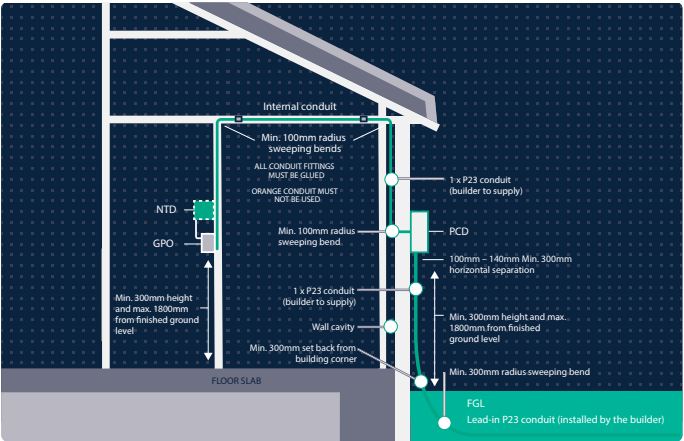 Internal conduit
Min. 100mm radius
sweeping bends
ALL CONDUIT FITTINGS
MUST BE GLUED
ORANGE CONDUIT MUST
NOT BE USED
1 x P23 conduit
(builder to supply)
NTD
GPO
Min. 100mm radius
sweeping bend
PCD
100mm – 140mm Min. 300mm
horizontal separation
1 x P23 conduit
(builder to supply)
Min. 300mm height
and max. 1800mm
from finished ground
level
Wall cavity
Min. 300mm height and max.
1800mm from finished
ground level
Min. 300mm set back from
building corner
Min. 300mm radius sweeping bend
FLOOR SLAB
FGL
Lead-in P23 conduit (installed by the builder)